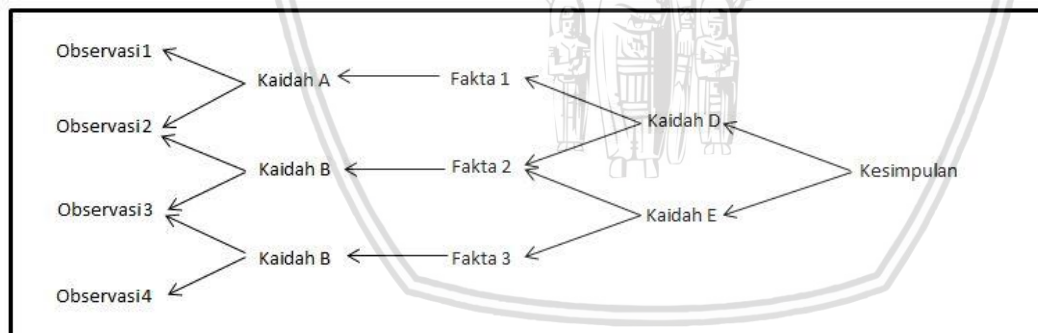 Observasi1
Kaidah A
Fakta 1
Observasi2
Kaidah D
Kaidah B
Fakta 2
Kesimpulan
Observasi3
Kaidah E
Kaidah B
Fakta 3
Observasi4